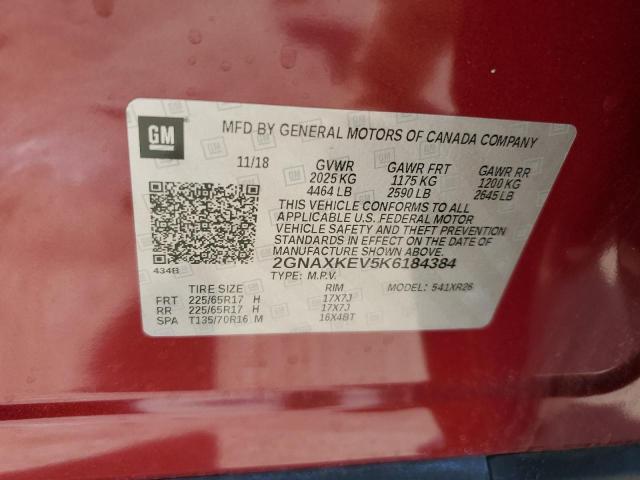 GM
MFD BY GENERAL MOTORS OF CANADA COMPANY
11/18 GVWR GAWR FRT GAWR RR
2025 KG 1175 KG 1200 KG
4464 LB 2590 LB 2645 LB
THIS VEHICLE CONFORMS TO ALL
APPLICABLE U.S. FEDERAL MOTOR
VEHICLE SAFETY AND THEFT PREVENTION
STANDARDS IN EFFECT ON THE DATE OF
MANUFACTURE SHOWN ABOVE.
434B 2GNAXKEV5K6184384
TYPE: M.P.V. MODEL: 541XR26
TIRE SIZE RIM
FRT 225/65R17 H 17X7J
RR 225/65R17 H 17X7J
SPA T135/70R16 M 16X4BT